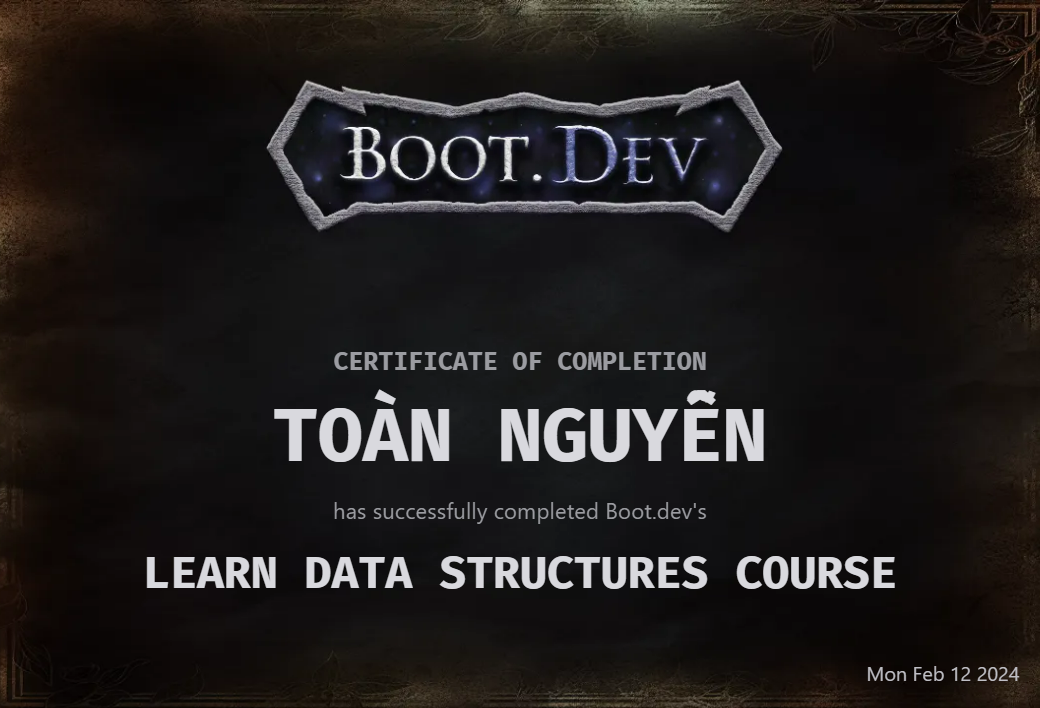 BOOT.DEV
CERTIFICATE OF COMPLETION
TOÀN NGUYỄN
has successfully completed Boot.dev's
LEARN DATA STRUCTURES COURSE
Mon Feb 12 2024